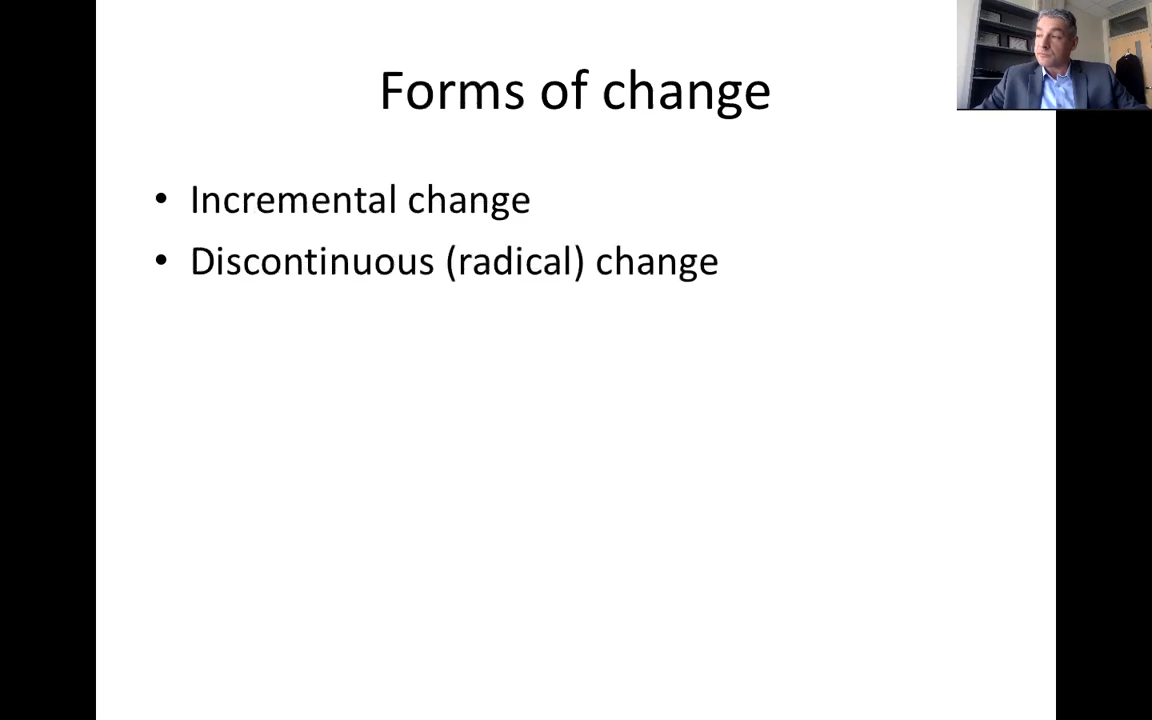 Forms of change
• Incremental change
• Discontinuous (radical) change